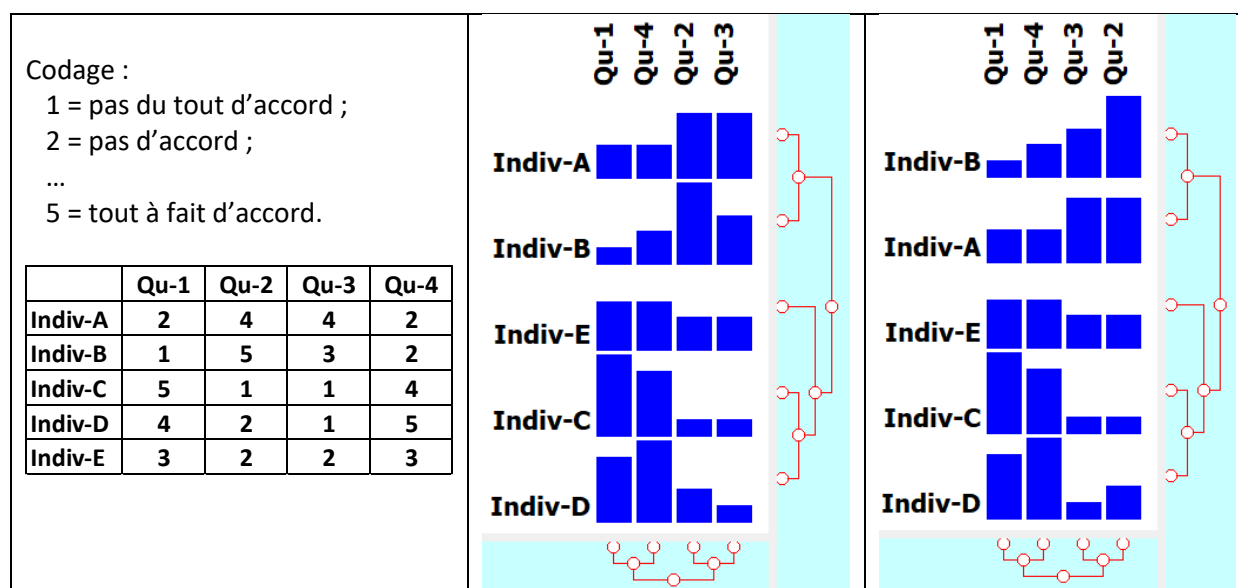 Codage :
1 = pas du tout d’accord ;
2 = pas d’accord ;
…
5 = tout à fait d’accord.
Qu-1 Qu-2 Qu-3 Qu-4
Indiv-A 2 4 4 2
Indiv-B 1 5 3 2
Indiv-C 5 1 1 4
Indiv-D 4 2 1 5
Indiv-E 3 2 2 3
Qu-1 Qu-4 Qu-2 Qu-3
Indiv-A
Indiv-B
Indiv-E
Indiv-C
Indiv-D
Qu-1 Qu-4 Qu-3 Qu-2
Indiv-B
Indiv-A
Indiv-E
Indiv-C
Indiv-D